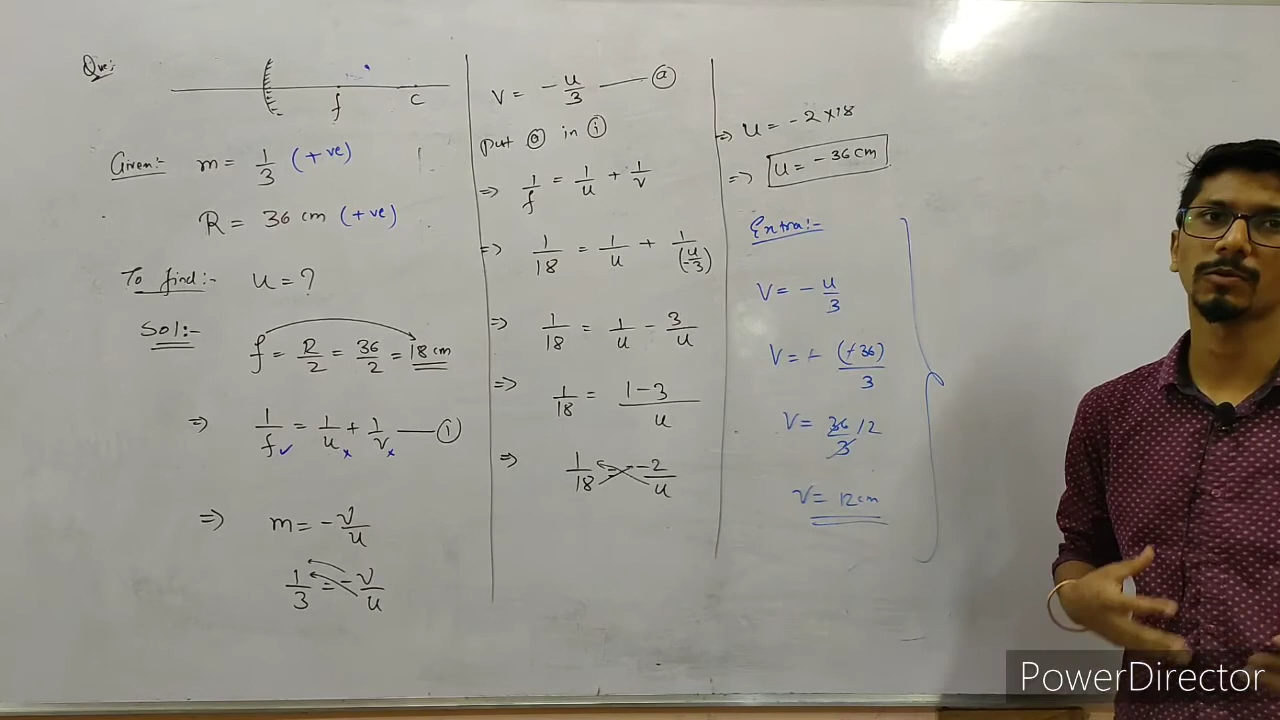 Que:
f
C
Given:- m = 1/3 (+ve)
R = 36 cm (+ve)
To find:- u = ?
Sol:-
f = R/2 = 36/2 = 18 cm
⇒ 1/f = 1/u + 1/v — (1)
⇒ m = -v/u
1/3 = -v/u
v = -u/3 — (a)
put (a) in (i)
⇒ 1/f = 1/u + 1/v
⇒ 1/18 = 1/u + 1/(u/-3)
⇒ 1/18 = 1/u - 3/u
⇒ 1/18 = 1-3/u
⇒ 1/18 = -2/u
⇒ u = -2×18
⇒ u = -36 cm
Extra:-
V = -u/3
V = + (+36)/3
V = 36/3 12
V = 12 cm
PowerDirector